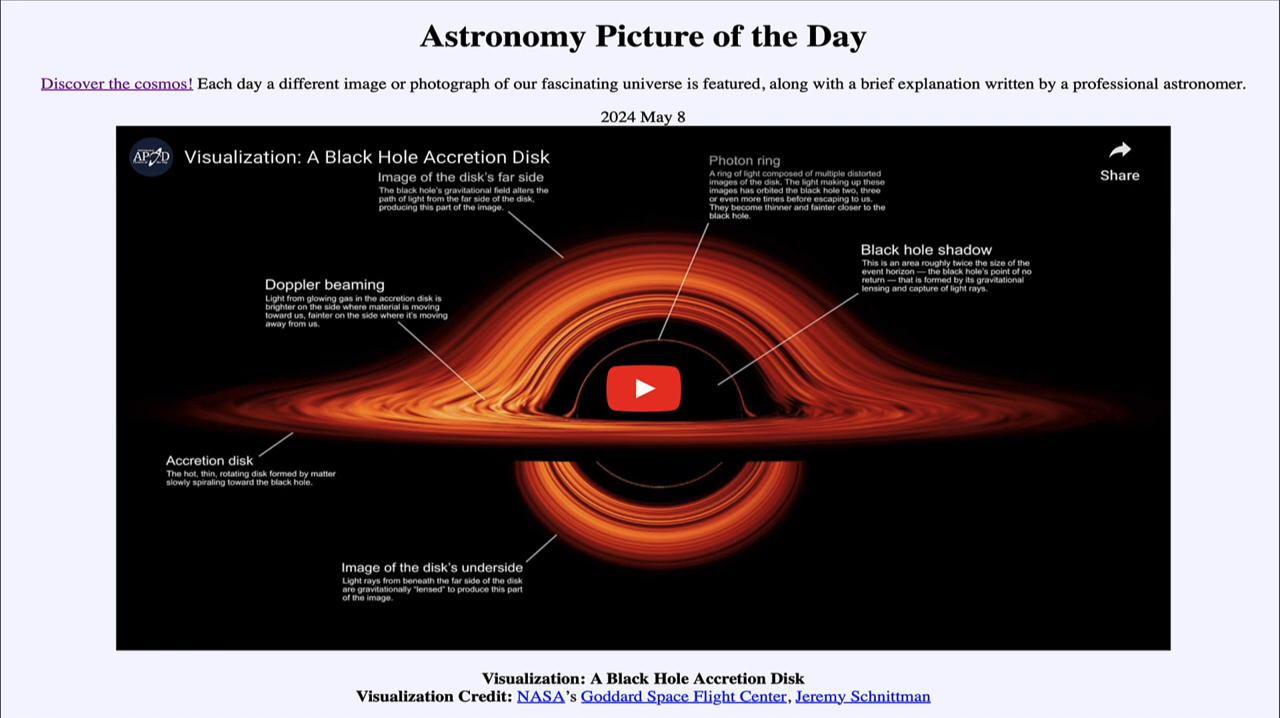 Astronomy Picture of the Day
Discover the cosmos! Each day a different image or photograph of our fascinating universe is featured, along with a brief explanation written by a professional astronomer.
2024 May 8
APOD
Visualization: A Black Hole Accretion Disk
Share
Image of the disk's far side
The black hole's gravitational field alters the
path of light from the far side of the disk,
producing this part of the image.
Photon ring
A ring of light composed of multiple distorted
images of the disk. The light making up these
images has orbited the black hole two, three
or even more times before escaping to us.
They become thinner and fainter closer to the
black hole.
Black hole shadow
This is an area roughly twice the size of the
event horizon — the black hole's point of no
return — that is formed by its gravitational
lensing and capture of light rays.
Doppler beaming
Light from glowing gas in the accretion disk is
brighter on the side where material is moving
toward us, fainter on the side where it's moving
away from us.
Accretion disk
The hot, thin, rotating disk formed by matter
slowly spiraling toward the black hole.
Image of the disk's underside
Light rays from beneath the far side of the disk
are gravitationally "lensed" to produce this part
of the image.
Visualization: A Black Hole Accretion Disk
Visualization Credit: NASA's Goddard Space Flight Center, Jeremy Schnittman